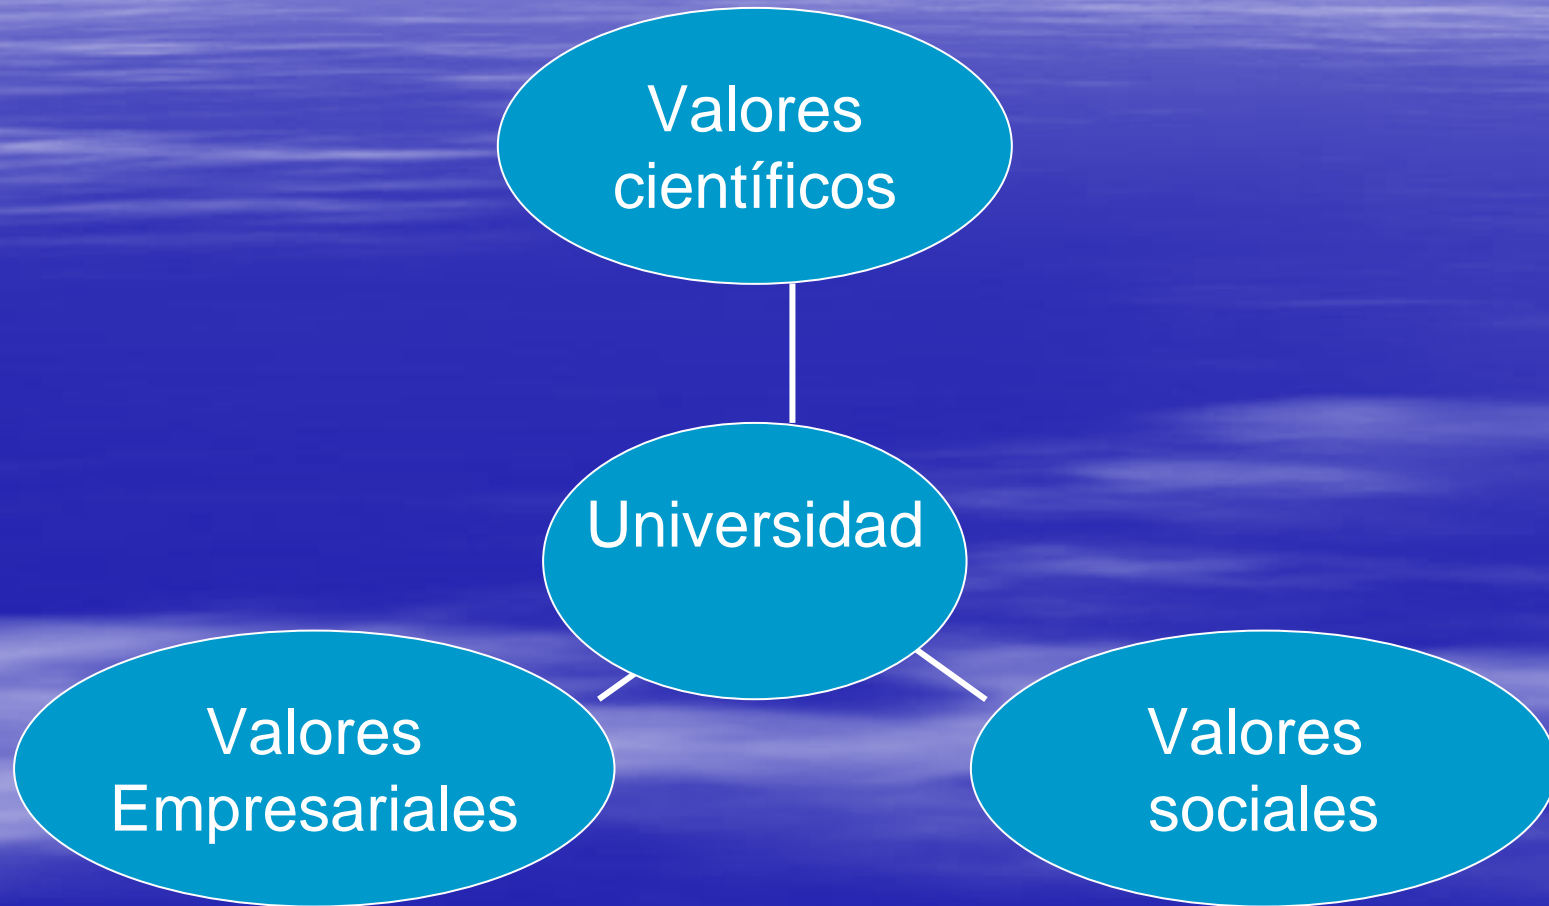 Valores
científicos
Universidad
Valores
Empresariales
Valores
sociales